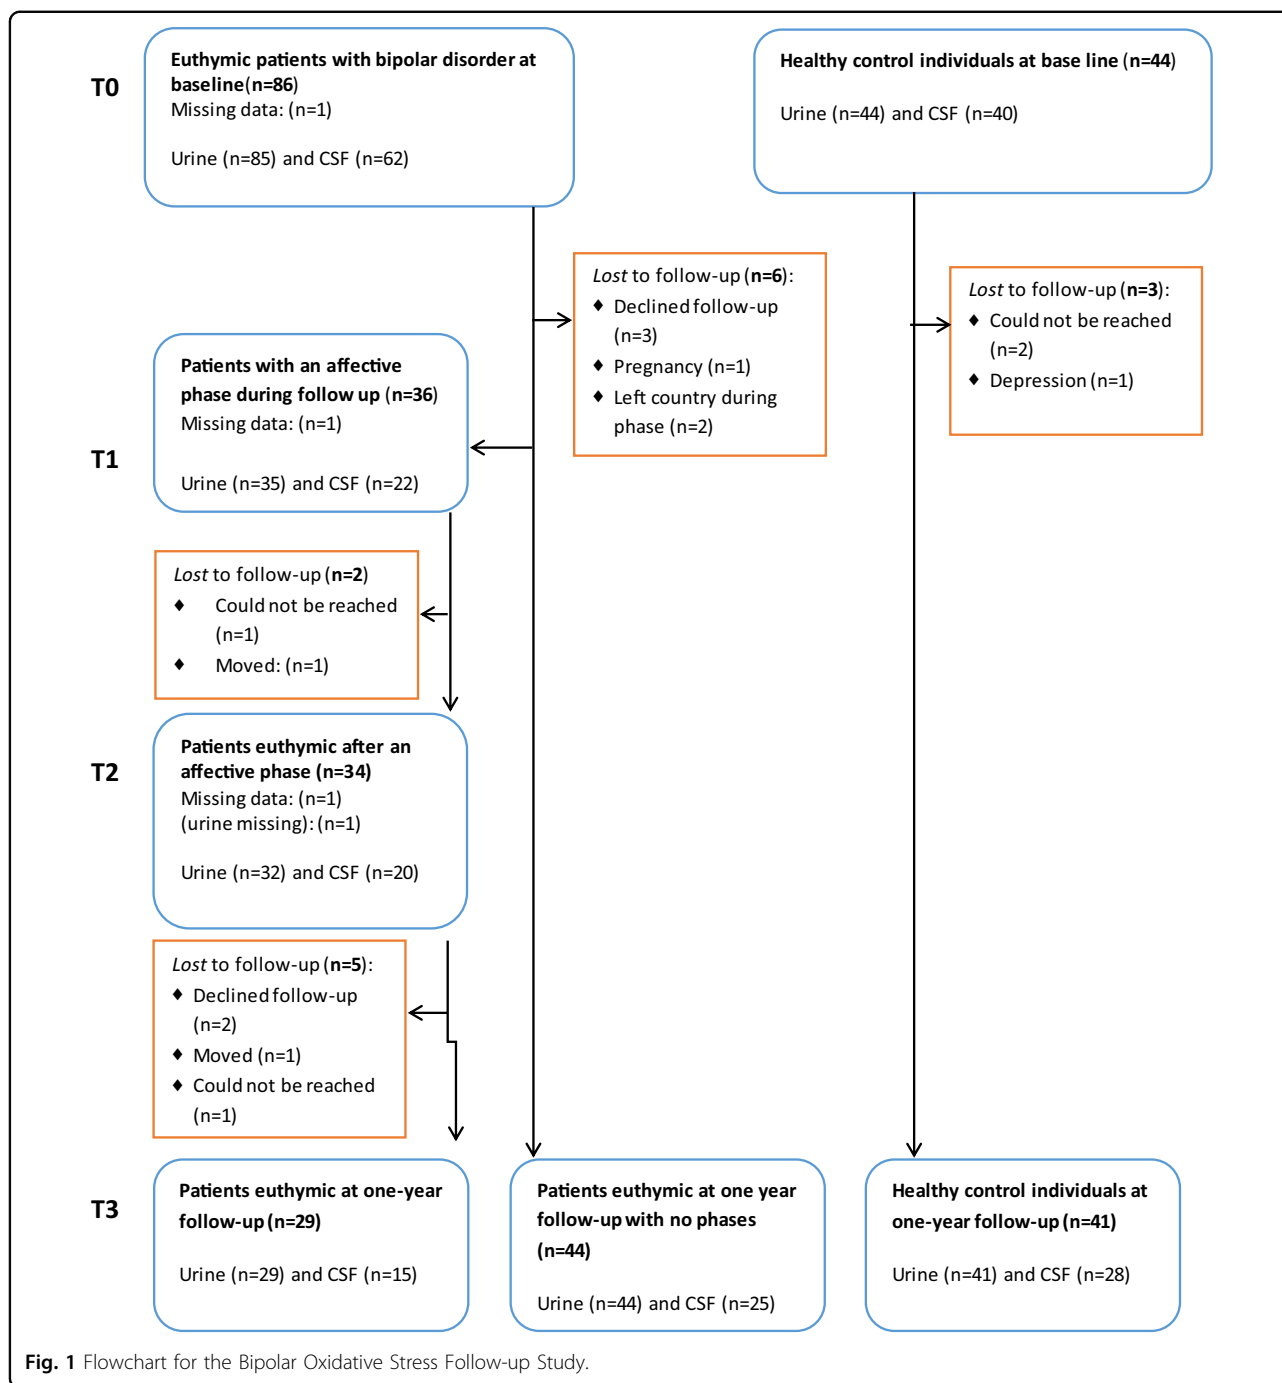 T0
Euthymic patients with bipolar disorder at
baseline(n=86)
Missing data: (n=1)
Urine (n=85) and CSF (n=62)
Healthy control individuals at base line (n=44)
Urine (n=44) and CSF (n=40)
Lost to follow-up (n=6):
♦ Declined follow-up
(n=3)
♦ Pregnancy (n=1)
♦ Left country during
phase (n=2)
Lost to follow-up (n=3):
♦ Could not be reached
(n=2)
♦ Depression (n=1)
T1
Patients with an affective
phase during follow up (n=36)
Missing data: (n=1)
Urine (n=35) and CSF (n=22)
Lost to follow-up (n=2)
♦ Could not be reached
(n=1)
♦ Moved: (n=1)
T2
Patients euthymic after an
affective phase (n=34)
Missing data: (n=1)
(urine missing): (n=1)
Urine (n=32) and CSF (n=20)
Lost to follow-up (n=5):
♦ Declined follow-up
(n=2)
♦ Moved (n=1)
♦ Could not be reached
(n=1)
T3
Patients euthymic at one-year
follow-up (n=29)
Urine (n=29) and CSF (n=15)
Patients euthymic at one year
follow-up with no phases
(n=44)
Urine (n=44) and CSF (n=25)
Healthy control individuals at
one-year follow-up (n=41)
Urine (n=41) and CSF (n=28)
Fig. 1 Flowchart for the Bipolar Oxidative Stress Follow-up Study.